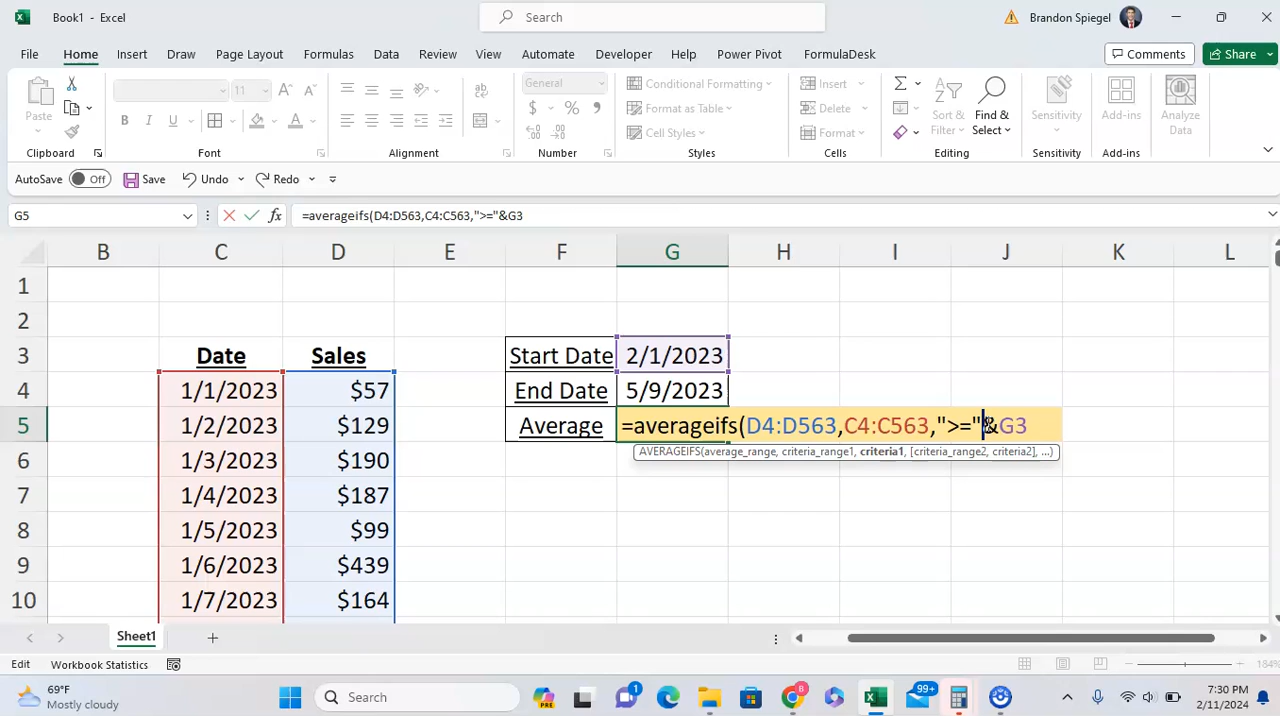 Book1 - Excel
Search
Brandon Spiegel
File Home Insert Draw Page Layout Formulas Data Review View Automate Developer Help Power Pivot FormulaDesk Comments Share
Paste
Clipboard
11
B I U
Font
Alignment
General
$ % ,
Number
Conditional Formatting
Format as Table
Cell Styles
Styles
Insert
Delete
Format
Cells
Sort & Filter
Find & Select
Editing
Sensitivity
Sensitivity
Add-ins
Add-ins
Analyze Data
AutoSave Off Save Undo Redo
G5 =averageifs(D4:D563,C4:C563,">="&G3
B C D E F G H I J K L
1
2
3 Date Sales Start Date 2/1/2023
4 1/1/2023 $57 End Date 5/9/2023
5 1/2/2023 $129 Average =averageifs(D4:D563,C4:C563,">="&G3
AVERAGEIFS(average_range, criteria_range1, criteria1, [criteria_range2, criteria2], ...)
6 1/3/2023 $190
7 1/4/2023 $187
8 1/5/2023 $99
9 1/6/2023 $439
10 1/7/2023 $164
Sheet1
Edit Workbook Statistics 184%
69°F
Mostly cloudy
Search
PRE
1
8
99+
7:30 PM
2/11/2024